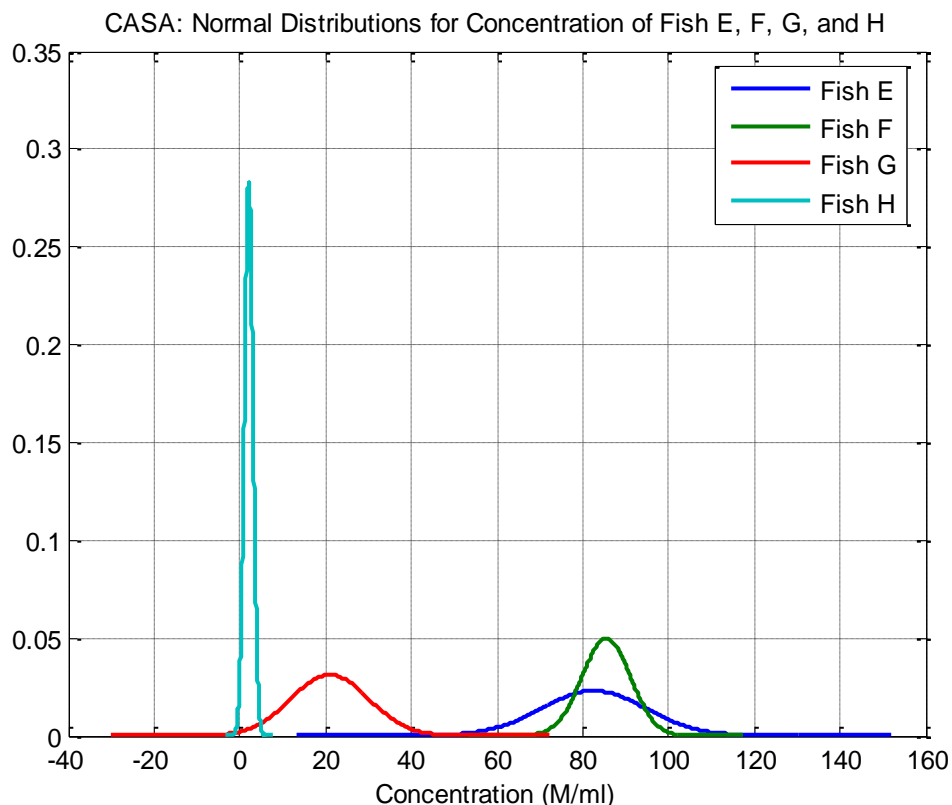 CASA: Normal Distributions for Concentration of Fish E, F, G, and H
0.35
0.3
0.25
0.2
0.15
0.1
0.05
0
Fish E
Fish F
Fish G
Fish H
-40 -20 0 20 40 60 80 100 120 140 160
Concentration (M/ml)